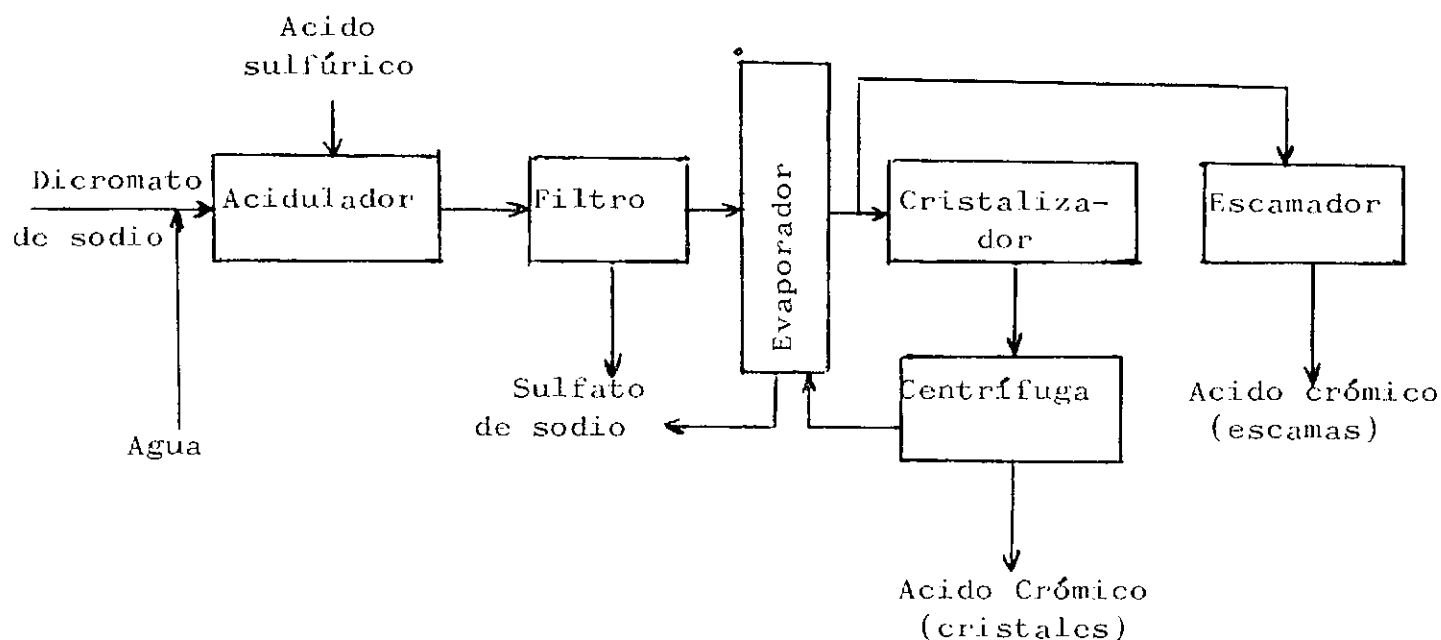 Acido
sulfúrico
Dicromato
de sodio
Agua
Acidulador
Filtro
Sulfato
de sodio
Evaporador
Cristaliza-
dor
Centrífuga
Acido Crómico
(cristales)
Escamador
Acido crómico
(escamas)